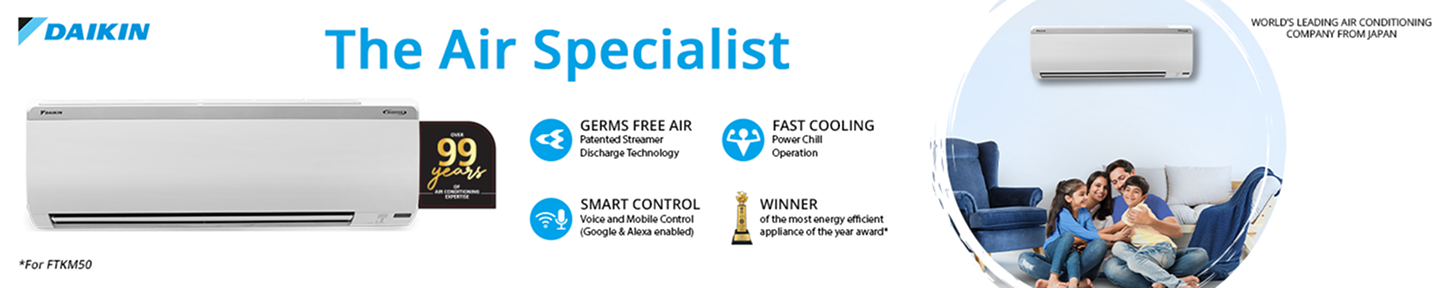 DAIKIN
The Air Specialist
WORLD'S LEADING AIR CONDITIONING
COMPANY FROM JAPAN
DAIKIN
OVER
99
years
OF
AIR CONDITIONING
EXPERTISE
GERMS FREE AIR
Patented Streamer
Discharge Technology
FAST COOLING
Power Chill
Operation
SMART CONTROL
Voice and Mobile Control
(Google & Alexa enabled)
WINNER
of the most energy efficient
appliance of the year award*
*For FTKM50